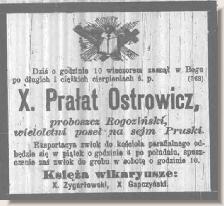 Dziś o godzinie 10 wieczorem zasnął w Bogu
po długich i ciężkich cierpieniach ś. p. (763)
X. Prałat Ostrowicz,
proboszcz Rogoziński,
wieloletni poseł na sejm Pruski.
Eksportacya zwłok do kościoła parafialnego od-
będzie się w piątek o godzinie 4 po południu, spusz-
czenie zaś zwłok do grobu w sobotę o godzinie 10.
Księża wikaryusze:
X. Zygarłowski, X. Gapczyński.